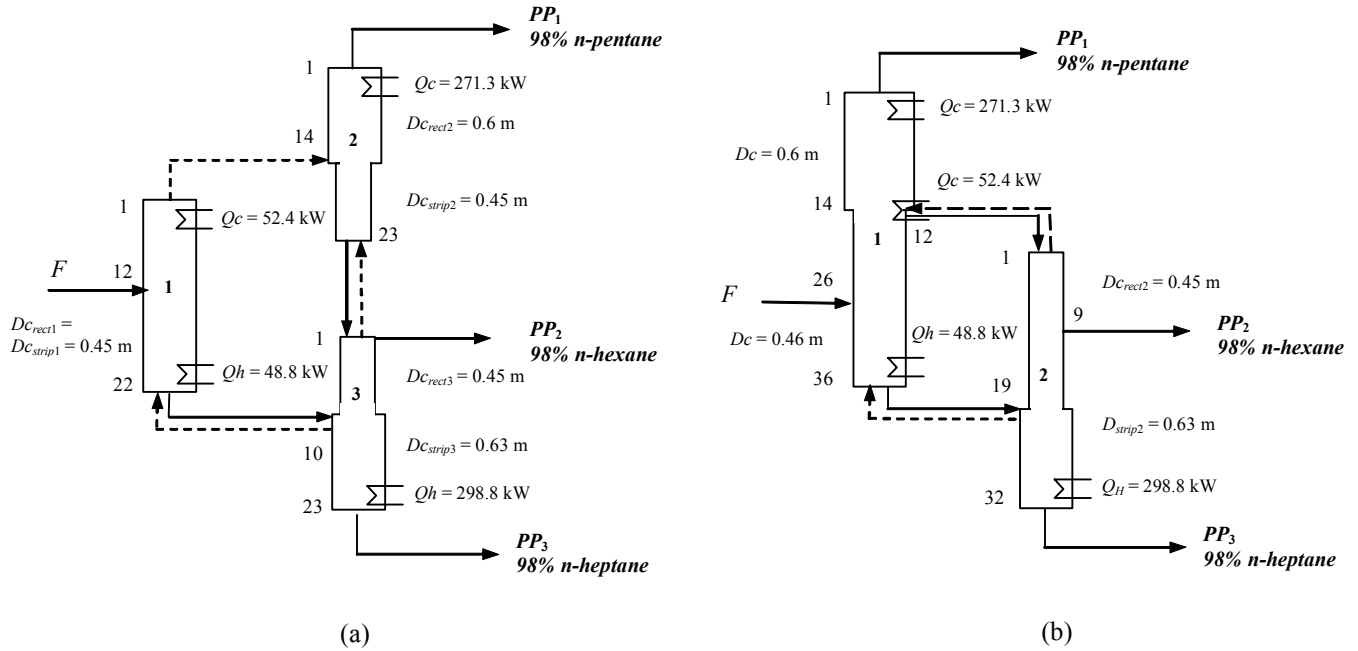 PP1
98% n-pentane
1
Qc = 271.3 kW
Dcrect2 = 0.6 m
14
2
1
Qc = 52.4 kW
Dcstrip2 = 0.45 m
23
F
12
1
Dcrect1 =
Dcstrip1 = 0.45 m
Qh = 48.8 kW
22
1
PP2
98% n-hexane
Dcrect3 = 0.45 m
3
10
Dcstrip3 = 0.63 m
Qh = 298.8 kW
23
PP3
98% n-heptane
(a)
PP1
98% n-pentane
1
Qc = 271.3 kW
Dc = 0.6 m
Qc = 52.4 kW
14
1
12
1
26
F
Dc = 0.46 m
Dcrect2 = 0.45 m
9
PP2
98% n-hexane
Qh = 48.8 kW
36
19
2
Dstrip2 = 0.63 m
QH = 298.8 kW
32
PP3
98% n-heptane
(b)